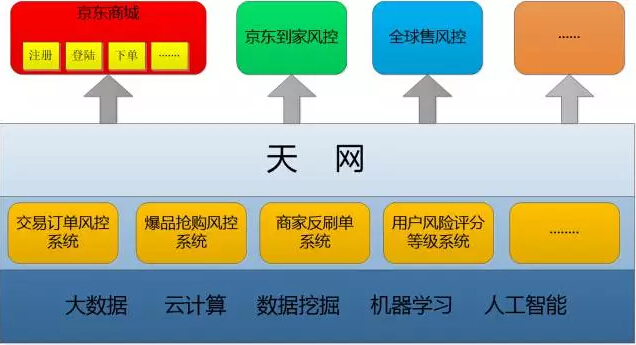 京东商城
注册 登陆 下单 ······
京东到家风控
全球售风控
······
天 网
交易订单风控
系统
爆品抢购风控
系统
商家反刷单
系统
用户风险评分
等级系统
········
大数据 云计算 数据挖掘 机器学习 人工智能